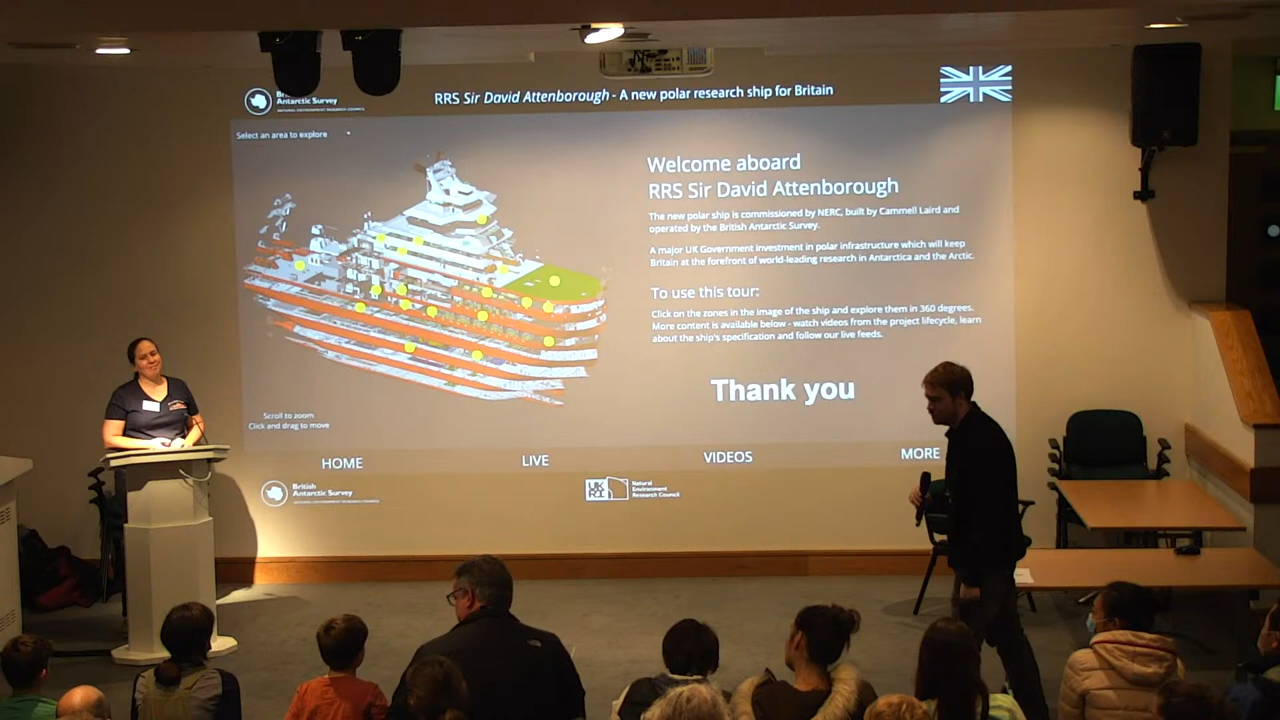 Antarctic Survey
RRS Sir David Attenborough - A new polar research ship for Britain
Select an area to explore
Welcome aboard
RRS Sir David Attenborough
The new polar ship is commissioned by NERC, built by Cammell Laird and
operated by the British Antarctic Survey.
A major UK Government investment in polar infrastructure which will keep
Britain at the forefront of world-leading research in Antarctica and the Arctic.
To use this tour:
Click on the zones in the image of the ship and explore them in 360 degrees.
More content is available below - watch videos from the project lifecycle, learn
about the ship's specification and follow our live feeds.
Thank you
Scroll to zoom
Click and drag to move
HOME
LIVE
VIDEOS
MORE
British
Antarctic Survey
NATURAL ENVIRONMENT RESEARCH COUNCIL
UK
RI
Natural
Environment
Research Council